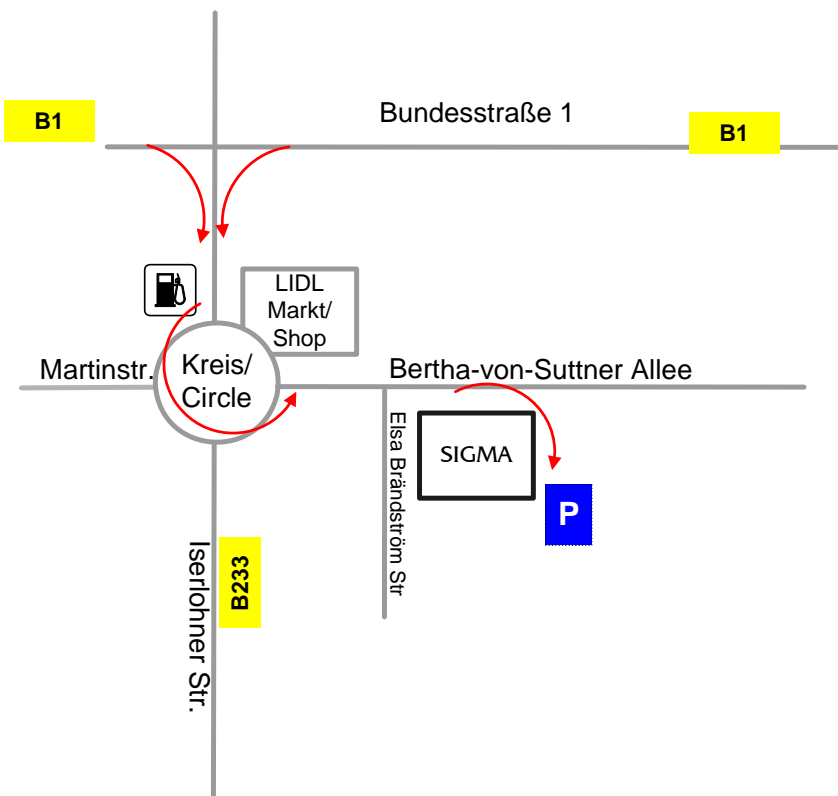 Bundesstraße 1
B1
B1
LIDL
Markt/
Shop
Martinstr.
Kreis/
Circle
Bertha-von-Suttner Allee
Elsa Brändström Str
SIGMA
P
Iserlohner Str.
B233